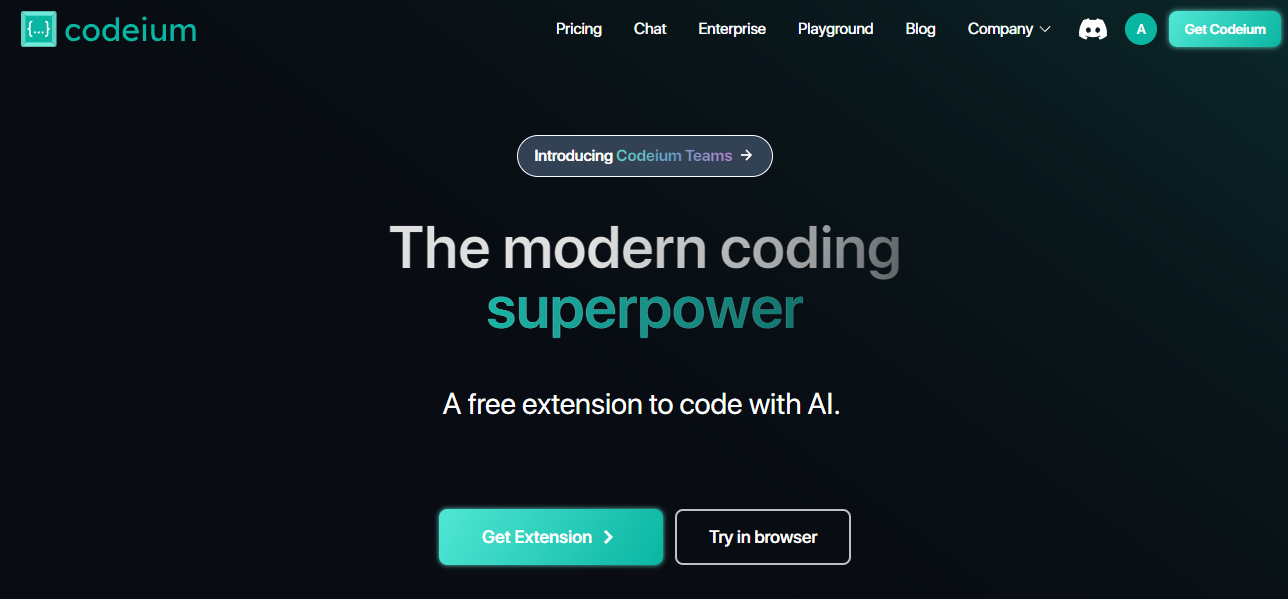 {...} codeium
Pricing Chat Enterprise Playground Blog Company A Get Codeium
Introducing Codeium Teams →
The modern coding
superpower
A free extension to code with AI.
Get Extension Try in browser